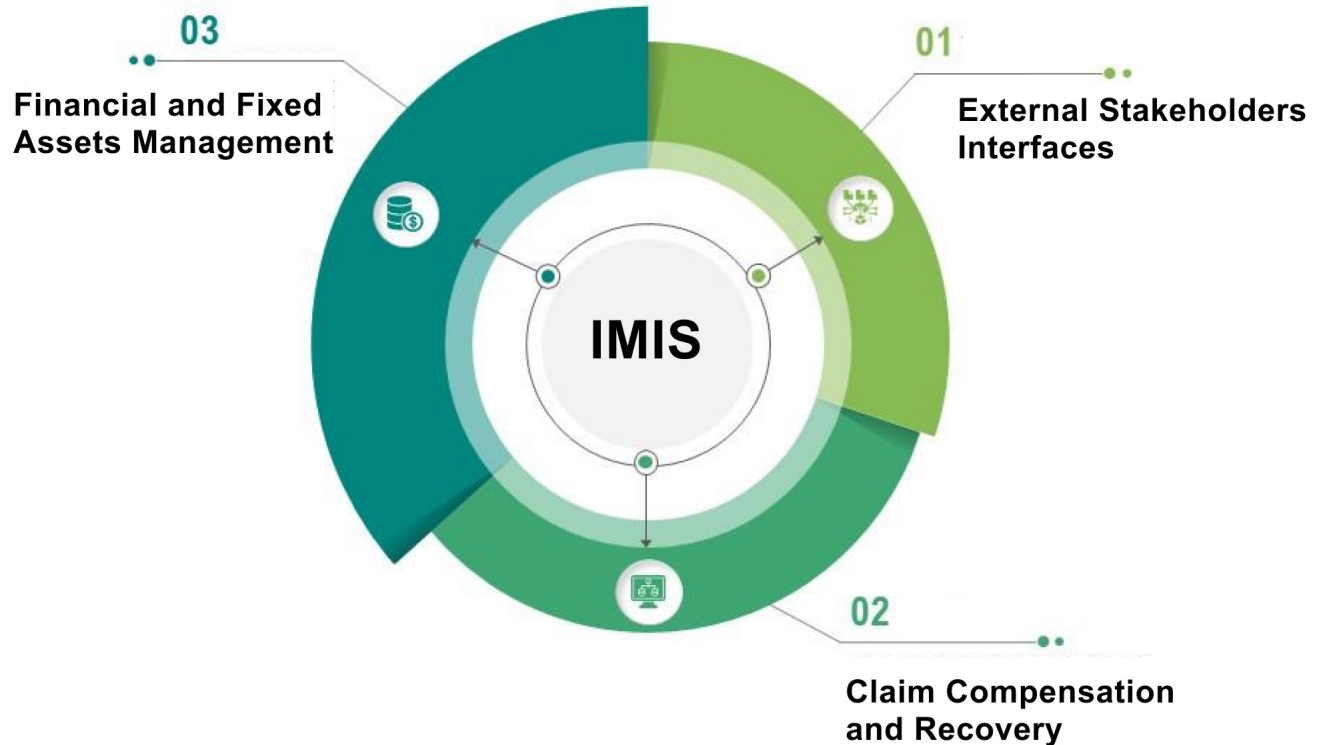 03
Financial and Fixed
Assets Management
01
External Stakeholders
Interfaces
IMIS
02
Claim Compensation
and Recovery
$